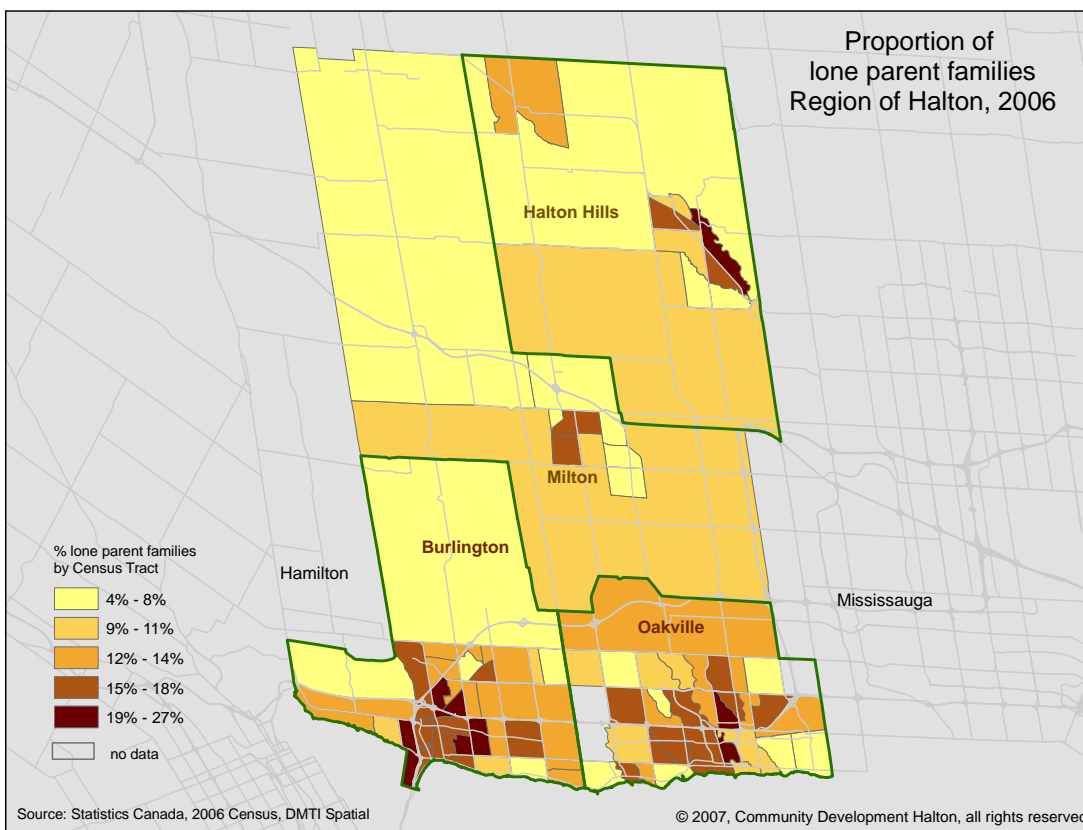 Proportion of
lone parent families
Region of Halton, 2006
Halton Hills
Milton
Burlington
Hamilton
Oakville
Mississauga
% lone parent families
by Census Tract
4% - 8%
9% - 11%
12% - 14%
15% - 18%
19% - 27%
no data
Source: Statistics Canada, 2006 Census, DMTI Spatial
© 2007, Community Development Halton, all rights reserved